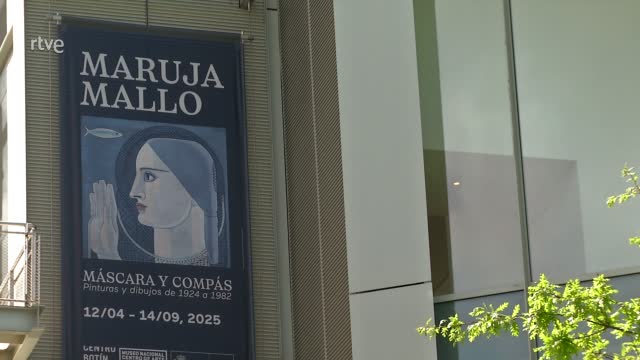 rtve
MARUJA
MALLO
MÁSCARA Y COMPÁS
Pinturas y dibujos de 1924 a 1982
12/04 – 14/09, 2025
CENTRO
BOTÍN
MUSEO NACIONAL
CENTRO DE ARTE